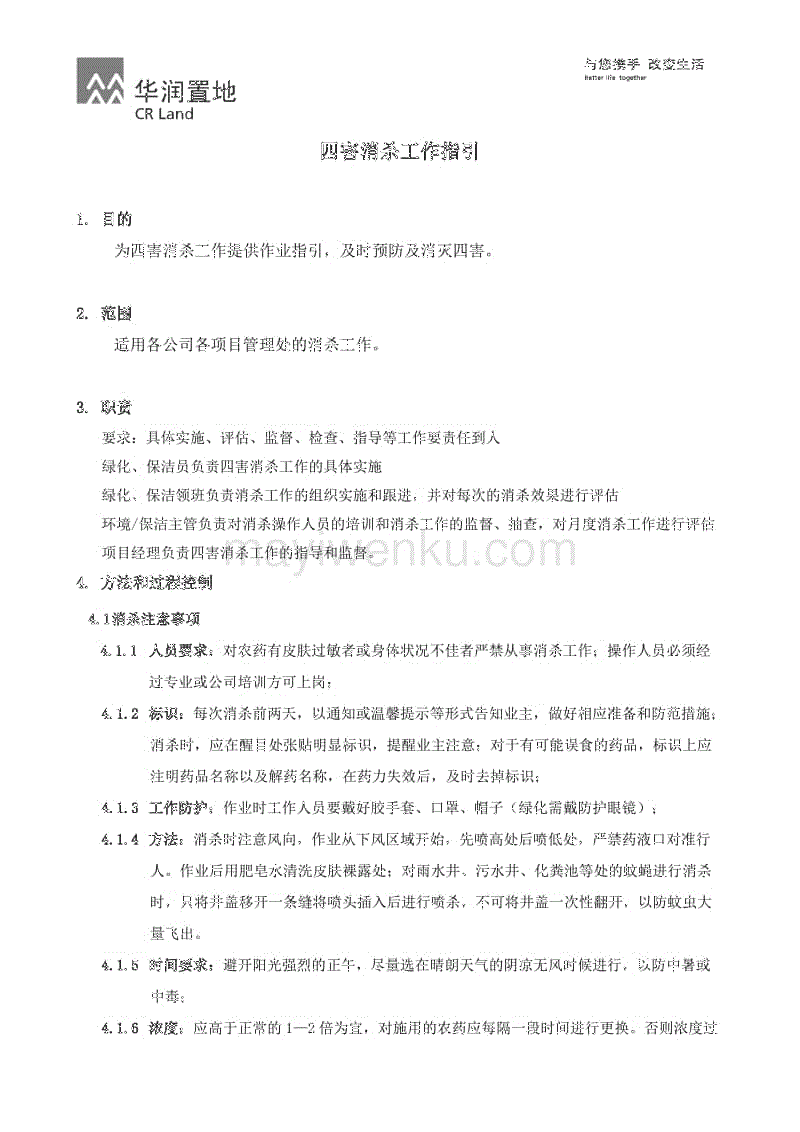 华润置地
CR Land
与您携手 改变生活
Better life together
四害消杀工作指引
1. 目的
为四害消杀工作提供作业指引，及时预防及消灭四害。
2. 范围
适用各公司各项目管理处的消杀工作。
3. 职责
要求：具体实施、评估、监督、检查、指导等工作要责任到人
绿化、保洁员负责四害消杀工作的具体实施
绿化、保洁领班负责消杀工作的组织实施和跟进，并对每次的消杀效果进行评估
环境/保洁主管负责对消杀操作人员的培训和消杀工作的监督、抽查，对月度消杀工作进行评估
项目经理负责四害消杀工作的指导和监督。
mayiwenku.com
4. 方法和过程控制
4.1消杀注意事项
4.1.1 人员要求：对农药有皮肤过敏者或身体状况不佳者严禁从事消杀工作；操作人员必须经
过专业或公司培训方可上岗；
4.1.2 标识：每次消杀前两天，以通知或温馨提示等形式告知业主，做好相应准备和防范措施；
消杀时，应在醒目处张贴明显标识，提醒业主注意；对于有可能误食的药品，标识上应
注明药品名称以及解药名称，在药力失效后，及时去掉标识；
4.1.3 工作防护：作业时工作人员要戴好胶手套、口罩、帽子（绿化需戴防护眼镜）；
4.1.4 方法：消杀时注意风向，作业从下风区域开始，先喷高处后喷低处，严禁药液口对准行
人。作业后用肥皂水清洗皮肤裸露处；对雨水井、污水井、化粪池等处的蚊蝇进行消杀
时，只将井盖移开一条缝将喷头插入后进行喷杀，不可将井盖一次性翻开，以防蚊虫大
量飞出。
4.1.5 时间要求：避开阳光强烈的正午，尽量选在晴朗天气的阴凉无风时候进行，以防中暑或
中毒；
4.1.6 浓度：应高于正常的 1—2 倍为宜，对施用的农药应每隔一段时间进行更换。否则浓度过